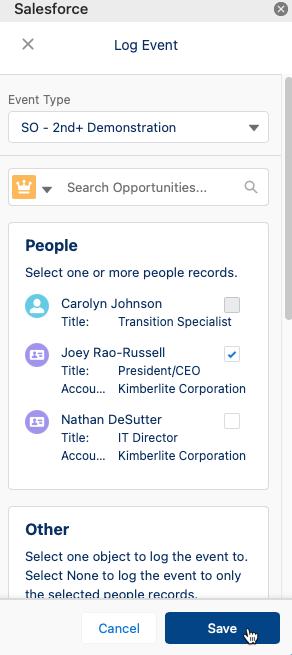 Salesforce
Log Event
Event Type
SO - 2nd+ Demonstration
Search Opportunities...
People
Select one or more people records.
Carolyn Johnson
Title: Transition Specialist
Joey Rao-Russell
Title: President/CEO
Accou... Kimberlite Corporation
Nathan DeSutter
Title: IT Director
Accou... Kimberlite Corporation
Other
Select one object to log the event to.
Select None to log the event to only
the selected people records.
Cancel Save